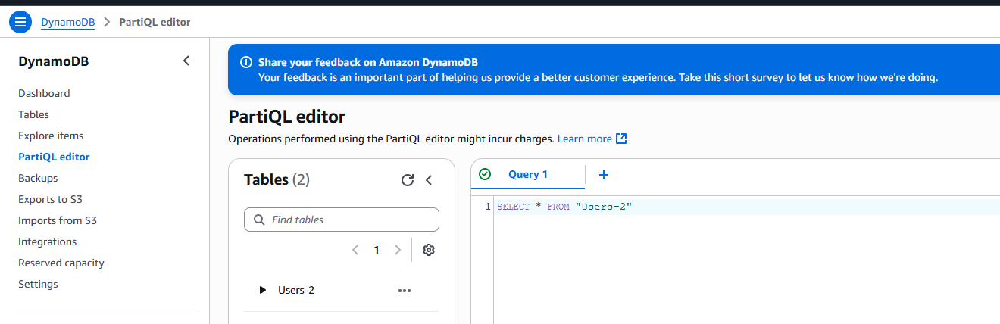 DynamoDB > PartiQL editor
DynamoDB
Dashboard
Tables
Explore items
PartiQL editor
Backups
Exports to S3
Imports from S3
Integrations
Reserved capacity
Settings
Share your feedback on Amazon DynamoDB
Your feedback is an important part of helping us provide a better customer experience. Take this short survey to let us know how we're doing.
PartiQL editor
Operations performed using the PartiQL editor might incur charges. Learn more
Tables (2)
Find tables
1
Users-2
Query 1
1 SELECT * FROM "Users-2"